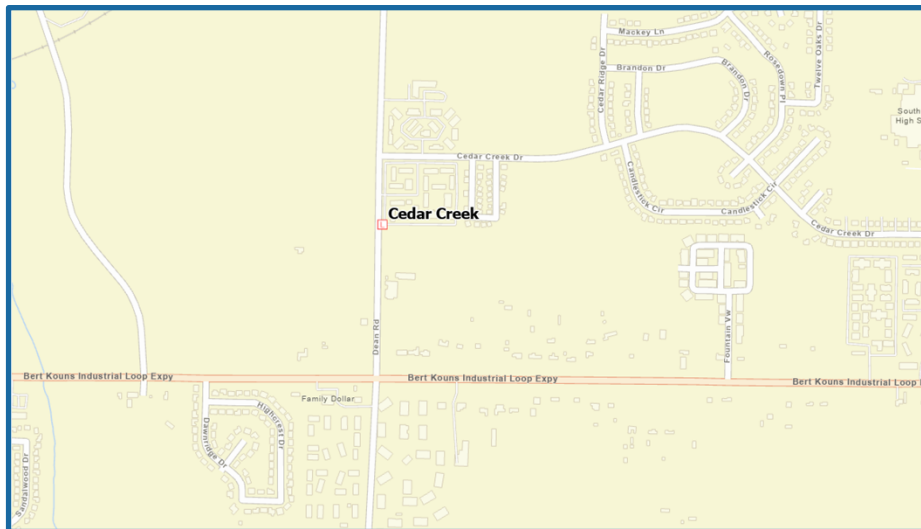 Mackey Ln
Cedar Ridge Dr
Brandon Dr
Brandon Dr
Rosedown Pl
Twelve Oaks Dr
South
High S
Cedar Creek Dr
Candlestick Cir
Candlestick Cir
Cedar Creek
Cedar Creek Dr
Dean Rd
Fountain Vw
Bert Kouns Industrial Loop Expy
Bert Kouns Industrial Loop Expy
Bert Kouns Industrial Loop
Family Dollar
Highcrest Dr
Dawnridge Dr
Sandalwood Dr